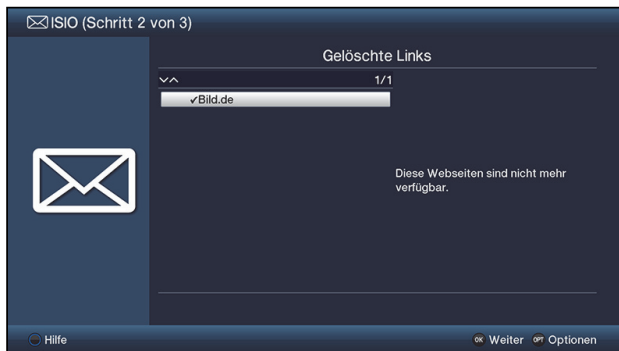 ISIO (Schritt 2 von 3)
Gelöschte Links
1/1
✓Bild.de
Diese Webseiten sind nicht mehr
verfügbar.
Hilfe
OK Weiter OPT Optionen